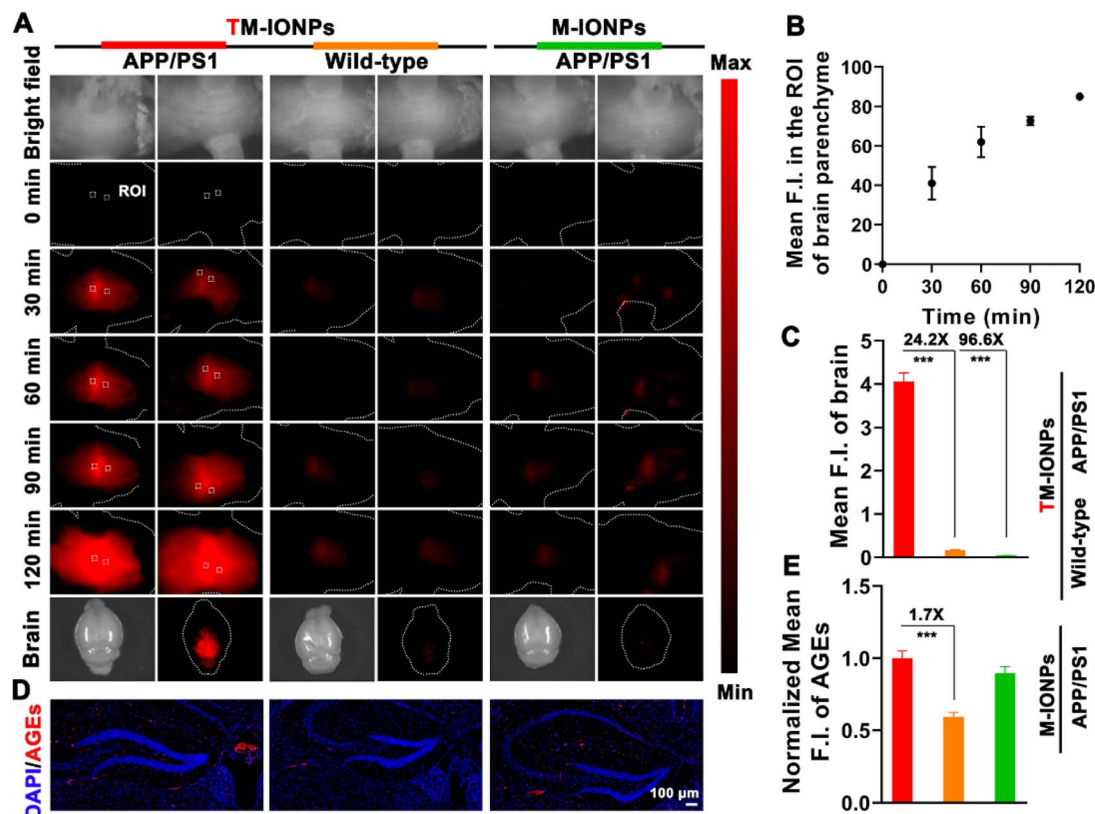 A
TM-IONPs
M-IONPs
APP/PS1
Wild-type
APP/PS1
Bright field
0 min
ROI
30 min
60 min
90 min
120 min
Brain
Max
Min
B
Mean F.I. in the ROI
of brain parenchyme
100
80
60
40
20
0
0
30
60
90
120
Time (min)
C
Mean F.I. of brain
5
4
3
2
1
0
24.2X
96.6X
***
***
TM-IONPs
APP/PS1
Wild-type
M-IONPs
APP/PS1
D
DAPI/AGEs
100 µm
E
Normalized Mean
F.I. of AGEs
1.5
1.0
0.5
0.0
1.7X
***